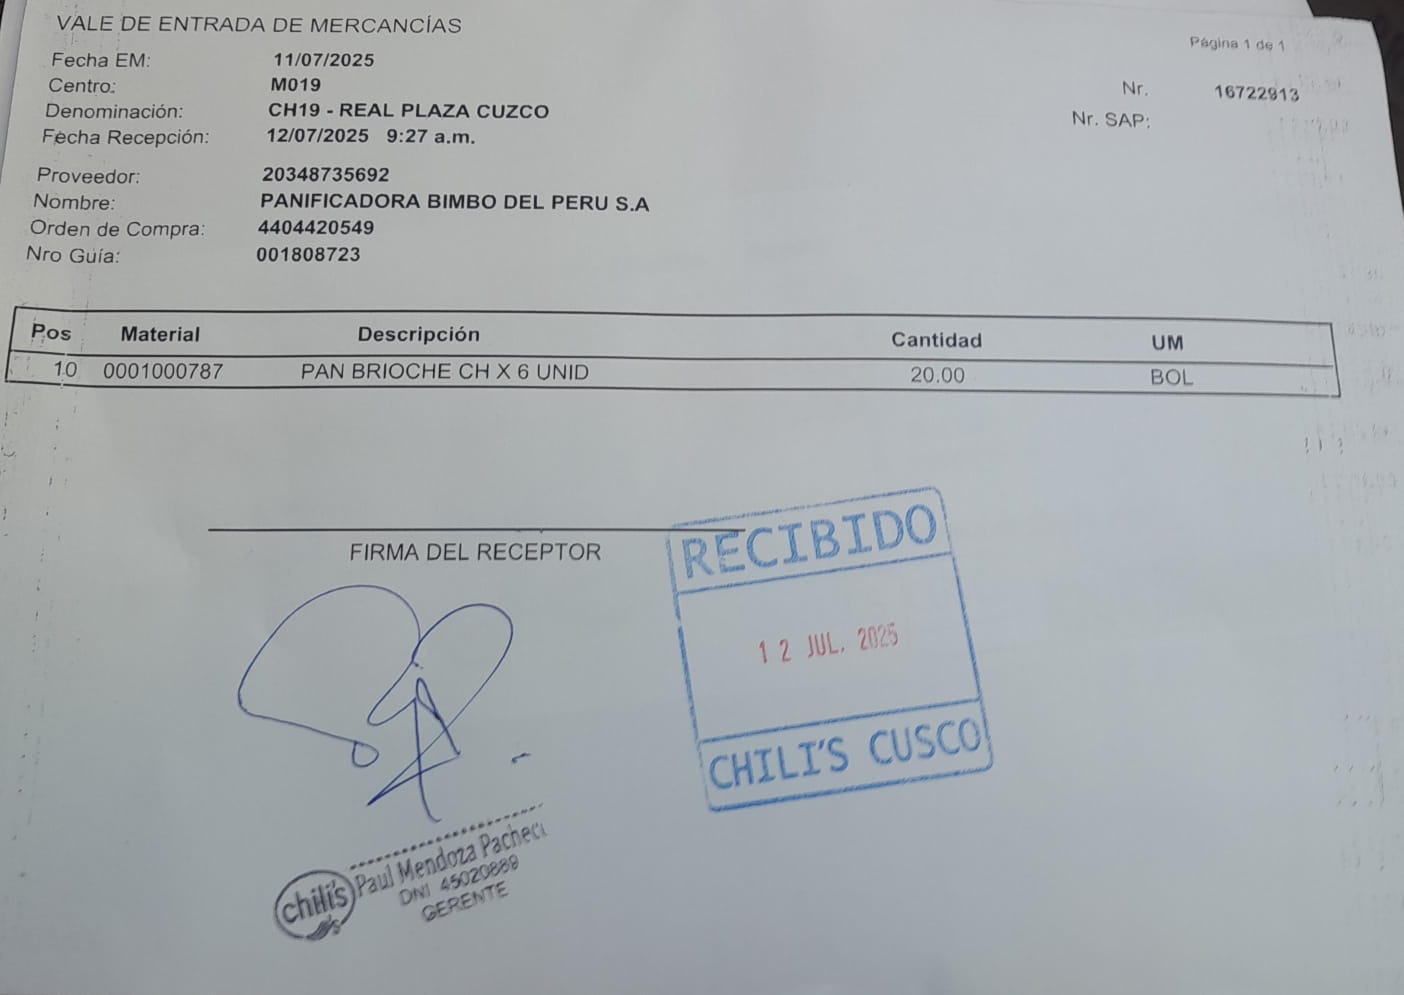 VALE DE ENTRADA DE MERCANCÍAS
Página 1 de 1
Fecha EM: 11/07/2025
Centro: M019
Nr. 16722913
Denominación: CH19 - REAL PLAZA CUZCO
Nr. SAP:
Fecha Recepción: 12/07/2025 9:27 a.m.
Proveedor: 20348735692
Nombre: PANIFICADORA BIMBO DEL PERU S.A
Orden de Compra: 4404420549
Nro Guía: 001808723
Pos Material Descripción Cantidad UM
10 0001000787 PAN BRIOCHE CH X 6 UNID 20.00 BOL
FIRMA DEL RECEPTOR
RECIBIDO
12 JUL. 2025
CHILI'S CUSCO
chili's
Paul Mendoza Pacheco
DNI 45020889
GERENTE